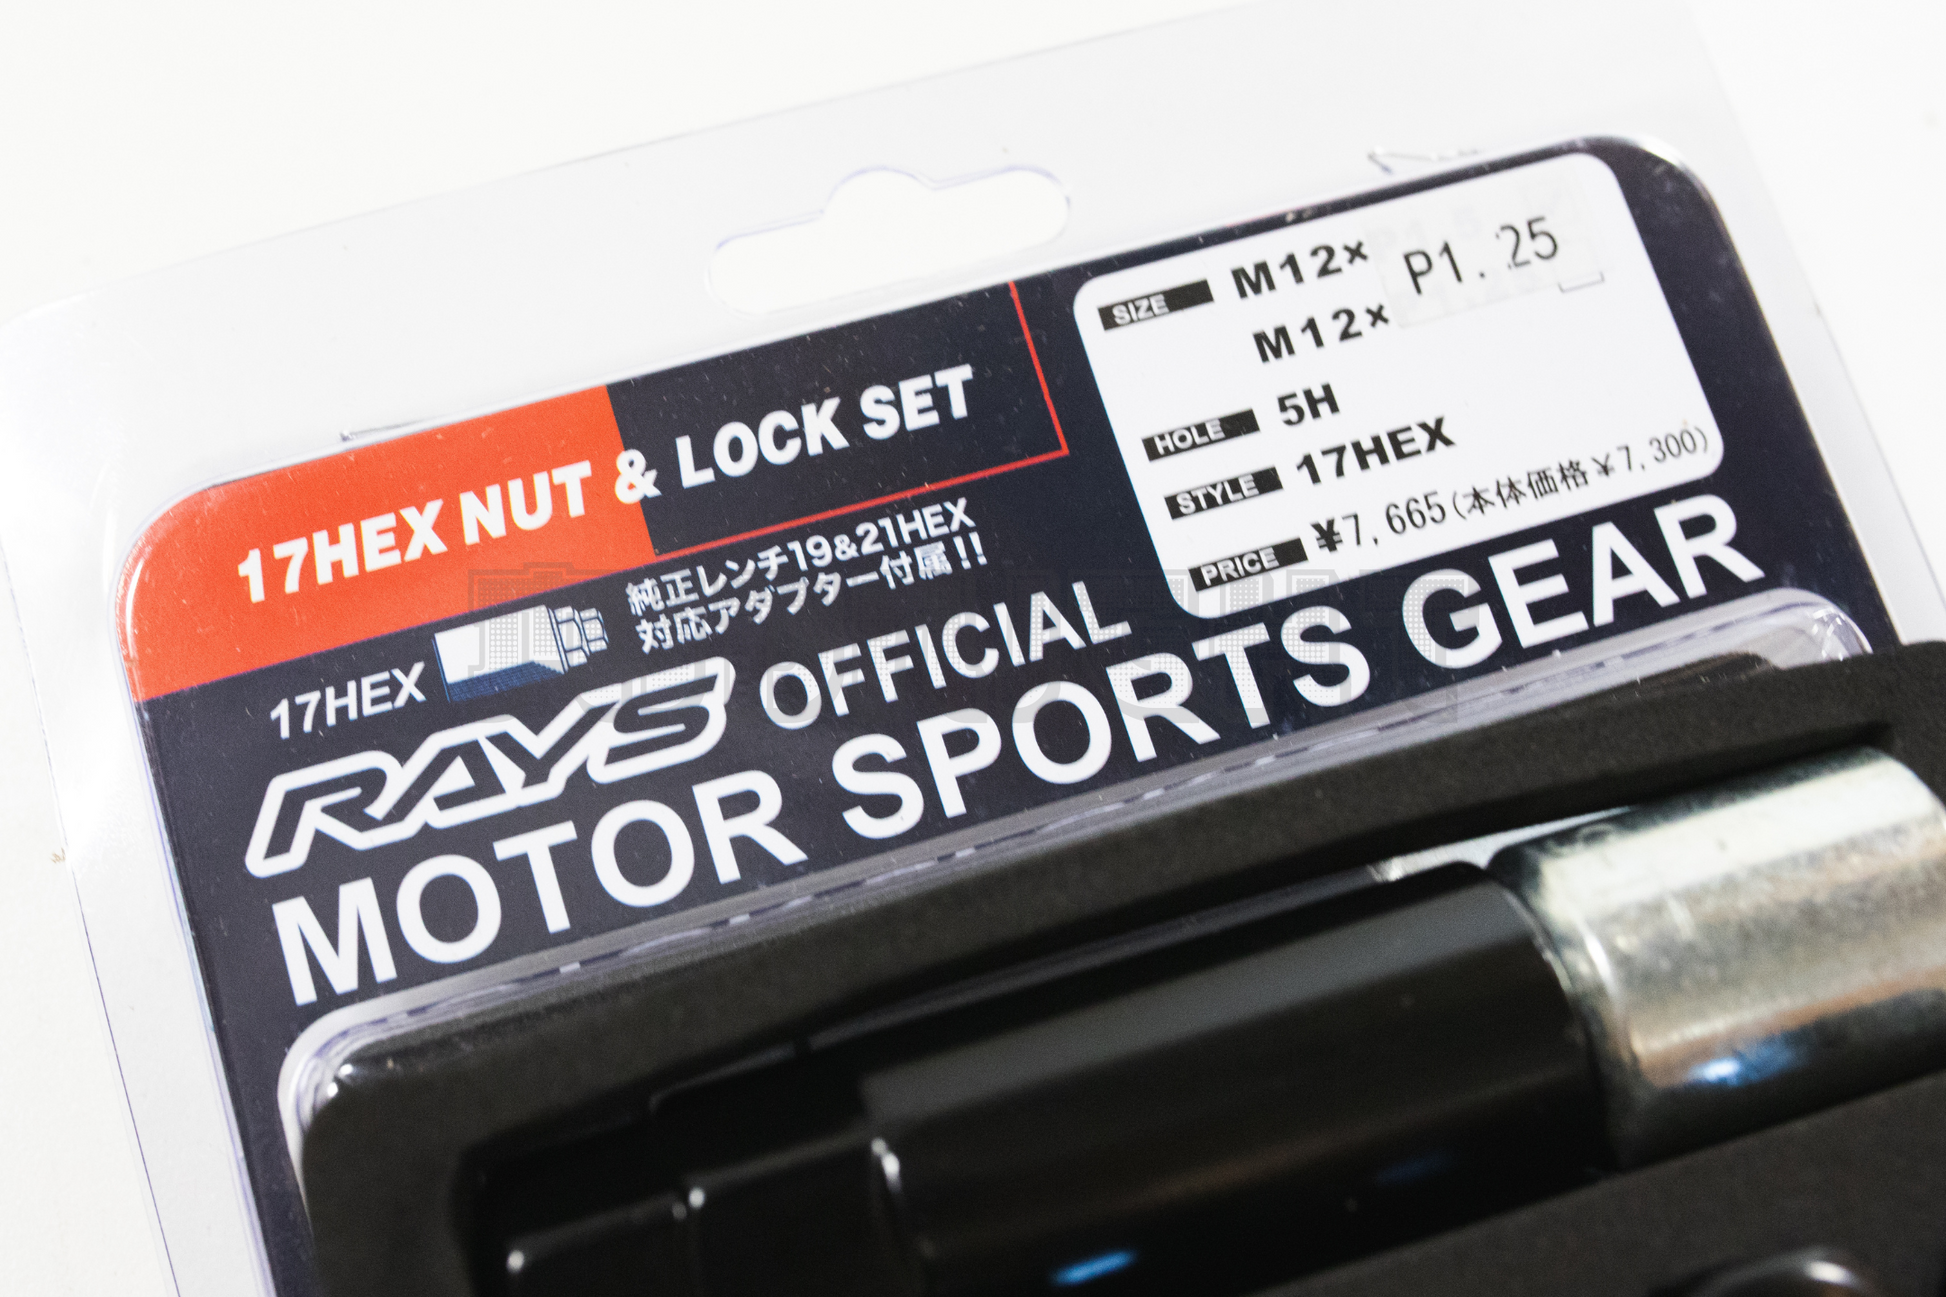 17HEX NUT & LOCK SET
純正レンチ19&21HEX
対応アダプター付属!!
17HEX
RAYS OFFICIAL
MOTOR SPORTS GEAR
SIZE M12× P1.25
M12×
HOLE 5H
STYLE 17HEX
PRICE ¥7,665(本体価格¥7,300)